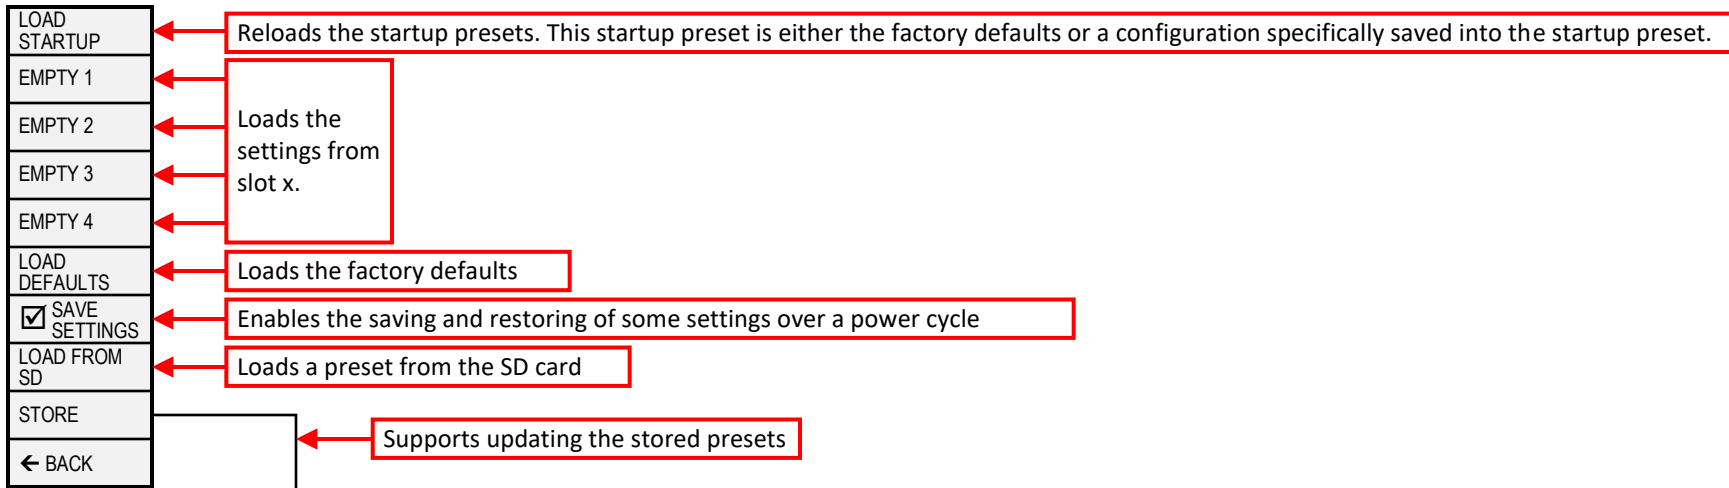 LOAD
STARTUP
Reloads the startup presets. This startup preset is either the factory defaults or a configuration specifically saved into the startup preset.
EMPTY 1
EMPTY 2
EMPTY 3
EMPTY 4
Loads the
settings from
slot x.
LOAD
DEFAULTS
Loads the factory defaults
SAVE
SETTINGS
Enables the saving and restoring of some settings over a power cycle
LOAD FROM
SD
Loads a preset from the SD card
STORE
Supports updating the stored presets
← BACK